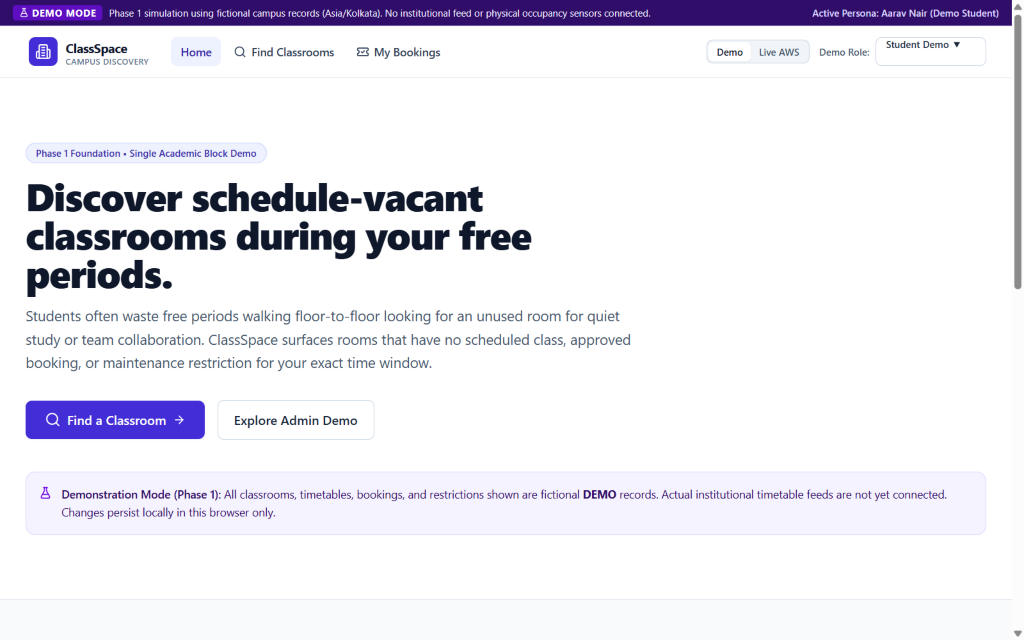 DEMO MODE Phase 1 simulation using fictional campus records (Asia/Kolkata). No institutional feed or physical occupancy sensors connected. Active Persona: Aarav Nair (Demo Student)
ClassSpace
CAMPUS DISCOVERY
Home Find Classrooms My Bookings Demo Live AWS Demo Role: Student Demo ▼
Phase 1 Foundation • Single Academic Block Demo
Discover schedule-vacant
classrooms during your free
periods.
Students often waste free periods walking floor-to-floor looking for an unused room for quiet
study or team collaboration. ClassSpace surfaces rooms that have no scheduled class, approved
booking, or maintenance restriction for your exact time window.
Find a Classroom → Explore Admin Demo
Demonstration Mode (Phase 1): All classrooms, timetables, bookings, and restrictions shown are fictional DEMO records. Actual institutional timetable feeds are not yet connected.
Changes persist locally in this browser only.